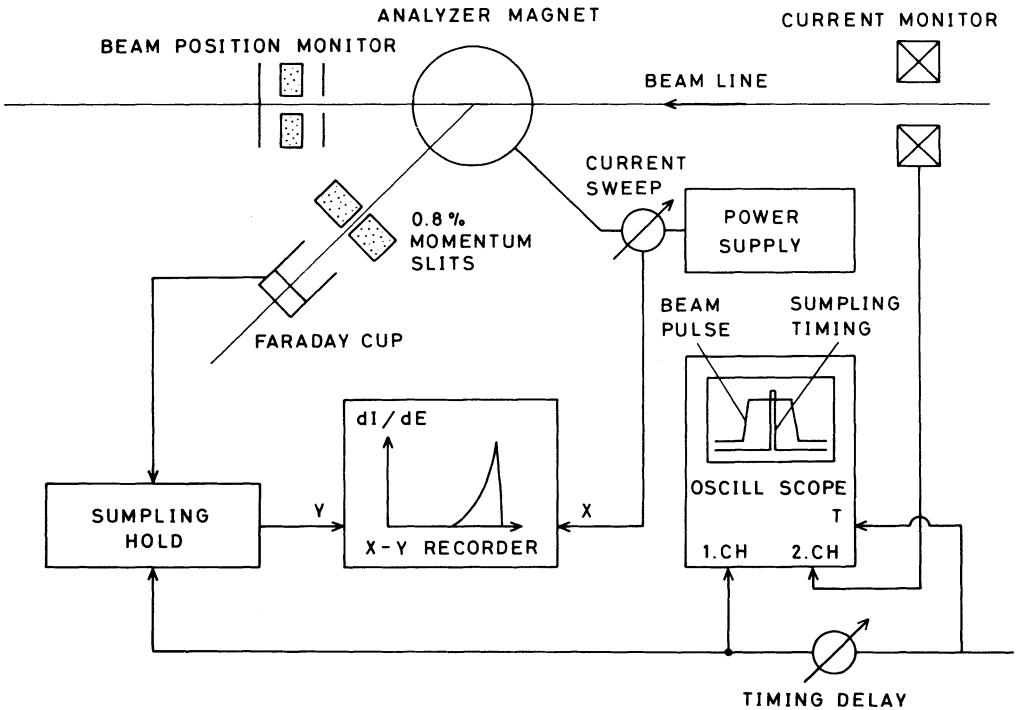 ANALYZER MAGNET
CURRENT MONITOR
BEAM POSITION MONITOR
BEAM LINE
CURRENT
SWEEP
POWER
SUPPLY
0.8%
MOMENTUM
SLITS
FARADAY CUP
BEAM
PULSE
SUMPLING
TIMING
dI/dE
OSCILL SCOPE
T
SUMPLING
HOLD
Y
X
X-Y RECORDER
1.CH
2.CH
TIMING DELAY